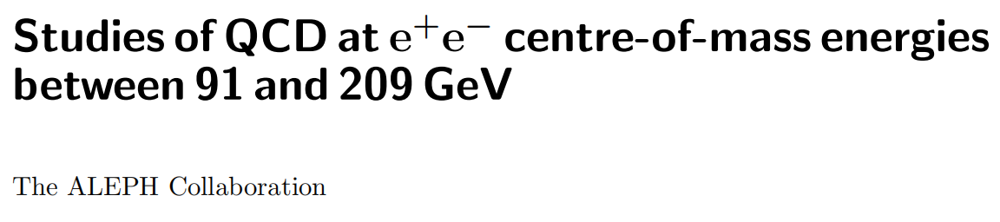 Studies of QCD at e⁺e⁻ centre-of-mass energies
between 91 and 209 GeV
The ALEPH Collaboration